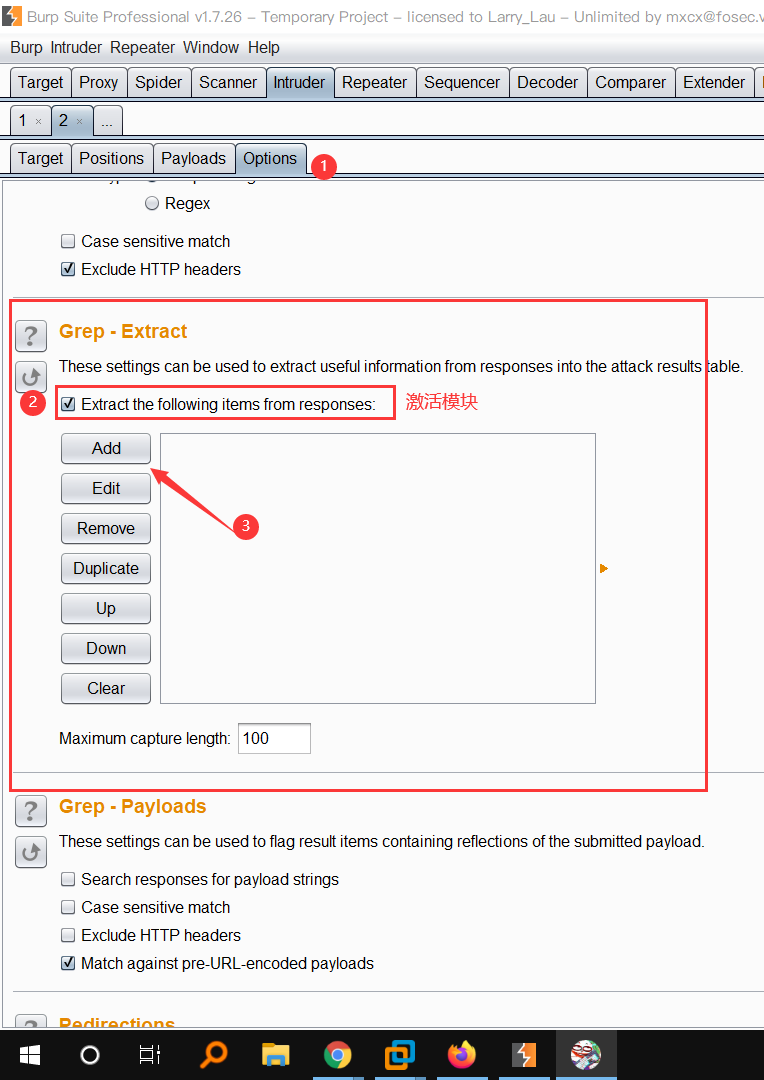 Burp Suite Professional v1.7.26 – Temporary Project – licensed to Larry_Lau – Unlimited by mxcx@fosec.v
Burp Intruder Repeater Window Help
Target Proxy Spider Scanner Intruder Repeater Sequencer Decoder Comparer Extender
1 × 2 × ...
Target Positions Payloads Options 1
Regex
Case sensitive match
Exclude HTTP headers
? Grep - Extract
These settings can be used to extract useful information from responses into the attack results table.
2 Extract the following items from responses: 激活模块
Add
Edit
3
Remove
Duplicate
Up
Down
Clear
Maximum capture length: 100
? Grep - Payloads
These settings can be used to flag result items containing reflections of the submitted payload.
Search responses for payload strings
Case sensitive match
Exclude HTTP headers
Match against pre-URL-encoded payloads
? Redirections